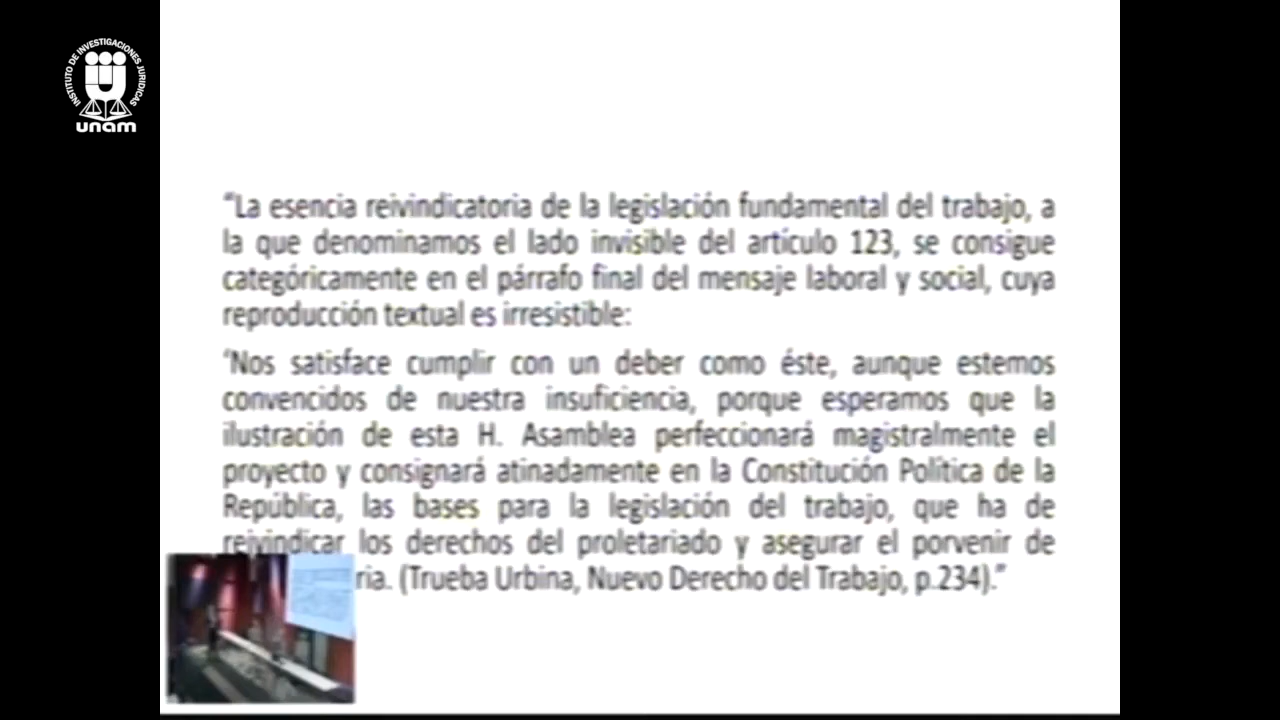 INSTITUTO DE INVESTIGACIONES JURIDICAS
unam
“La esencia reivindicatoria de la legislación fundamental del trabajo, a
la que denominamos el lado invisible del artículo 123, se consigue
categóricamente en el párrafo final del mensaje laboral y social, cuya
reproducción textual es irresistible:
‘Nos satisface cumplir con un deber como éste, aunque estemos
convencidos de nuestra insuficiencia, porque esperamos que la
ilustración de esta H. Asamblea perfeccionará magistralmente el
proyecto y consignará atinadamente en la Constitución Política de la
República, las bases para la legislación del trabajo, que ha de
reivindicar los derechos del proletariado y asegurar el porvenir de
ria. (Trueba Urbina, Nuevo Derecho del Trabajo, p.234).”